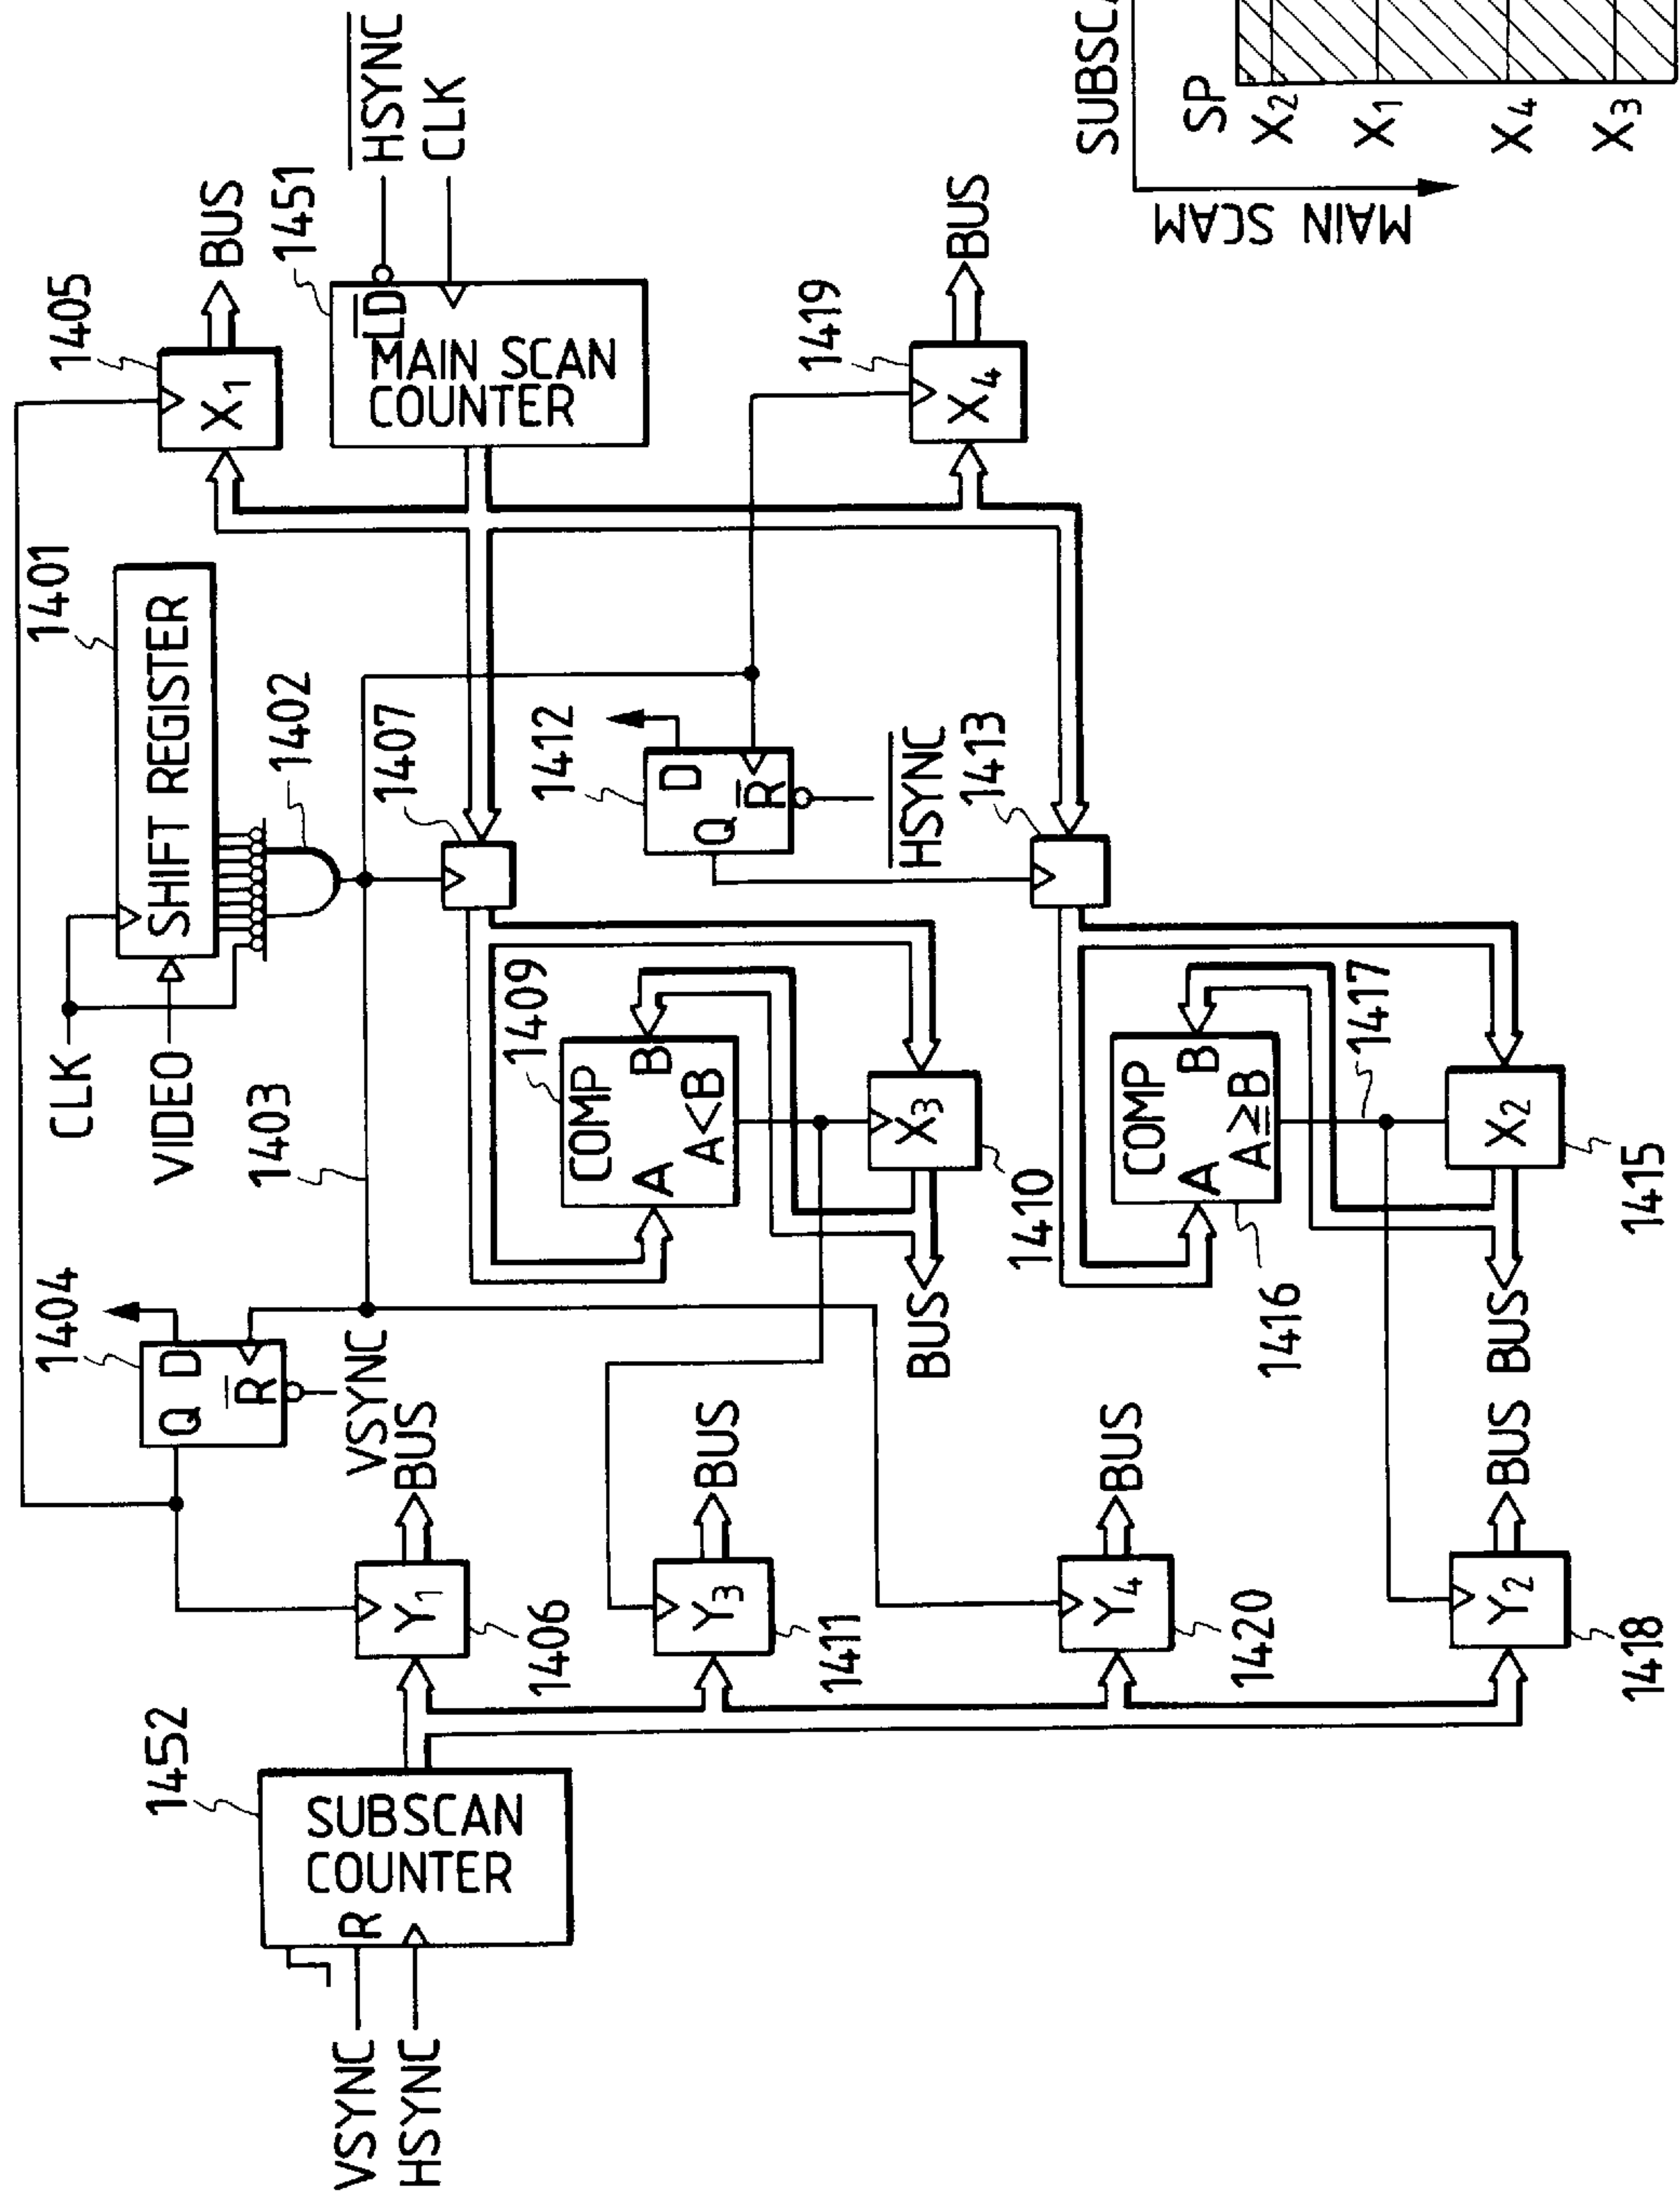 1405
BUS
1451
HSYNC
CLK
LD
MAIN SCAN
COUNTER
X1
1401
SHIFT REGISTER
1402
CLK
VIDEO
1403
1407
1412
D
Q
R
HSYNC
1413
1419
X4
BUS
1404
Q D
R
VSYNC
BUS
1409
COMP
A
B
A<B
X3
1410
BUS
COMP
A
B
A≥B
1417
1416
X2
1415
BUS
1452
SUBSCAN
COUNTER
R
VSYNC
HSYNC
Y1
1406
Y3
BUS
1411
Y4
BUS
1420
Y2
BUS
1418
SUBSCA
MAIN SCAM
SP
X2
X1
X4
X3